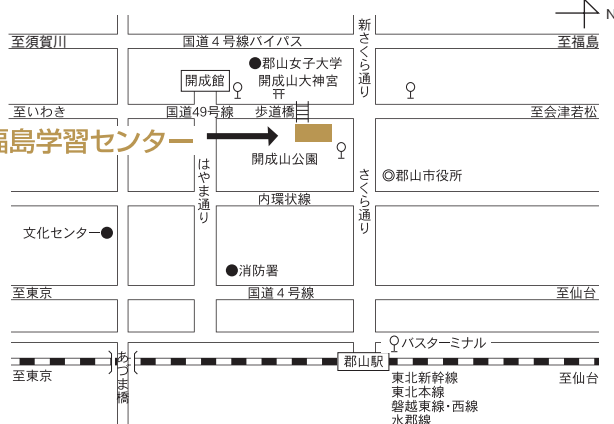 N
至須賀川
国道４号線バイパス
新さくら通り
至福島
郡山女子大学
開成館
開成山大神宮
至いわき
国道49号線
歩道橋
至会津若松
福島学習センター
開成山公園
はやま通り
さくら通り
郡山市役所
内環状線
文化センター
消防署
至東京
国道４号線
至仙台
バスターミナル
郡山駅
至東京
あづま橋
東北新幹線
東北本線
磐越東線・西線
水郡線
至仙台